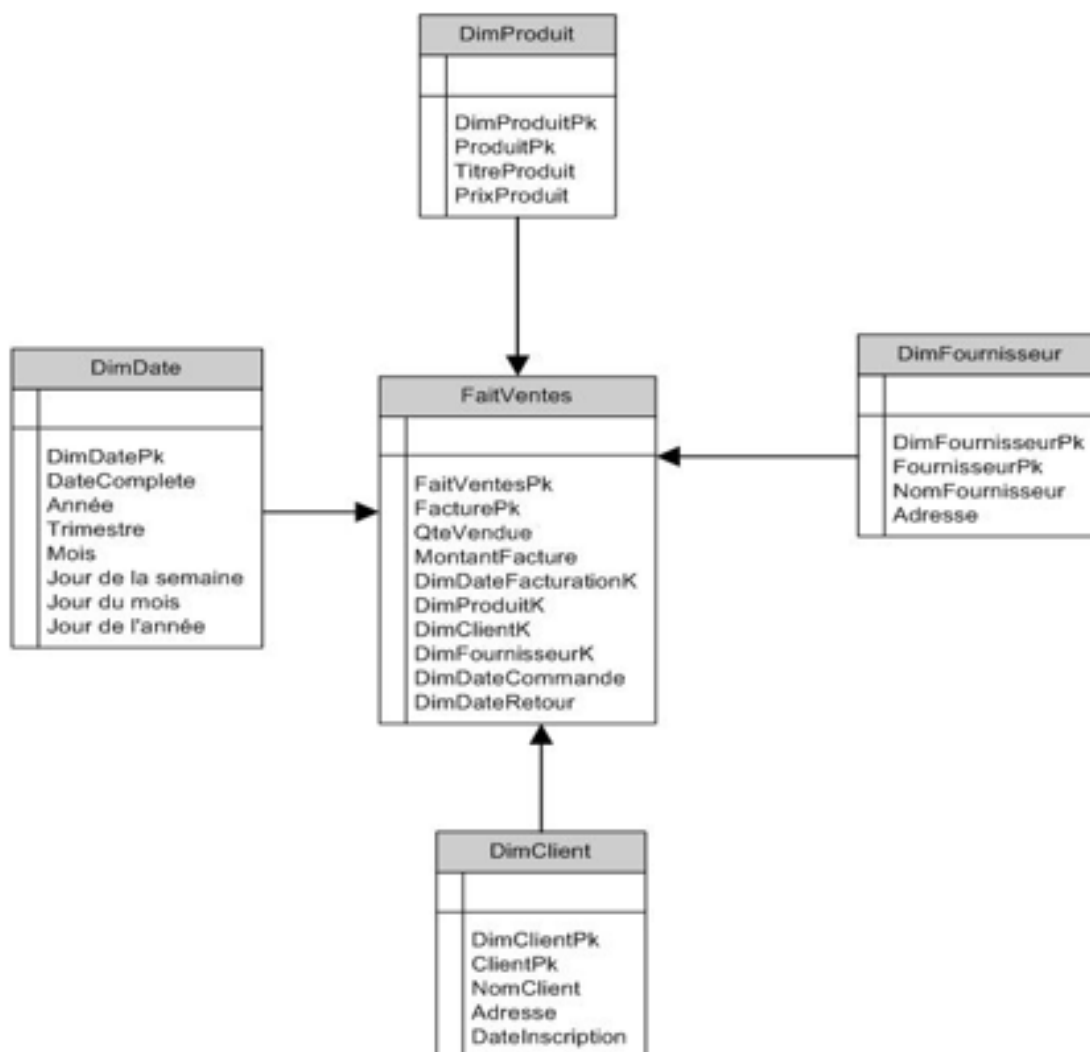 DimProduit
DimProduitPk
ProduitPk
TitreProduit
PrixProduit
DimDate
DimDatePk
DateComplete
Année
Trimestre
Mois
Jour de la semaine
Jour du mois
Jour de l'année
FaitVentes
FaitVentesPk
FacturePk
QteVendue
MontantFacture
DimDateFacturationK
DimProduitK
DimClientK
DimFournisseurK
DimDateCommande
DimDateRetour
DimFournisseur
DimFournisseurPk
FournisseurPk
NomFournisseur
Adresse
DimClient
DimClientPk
ClientPk
NomClient
Adresse
DateInscription